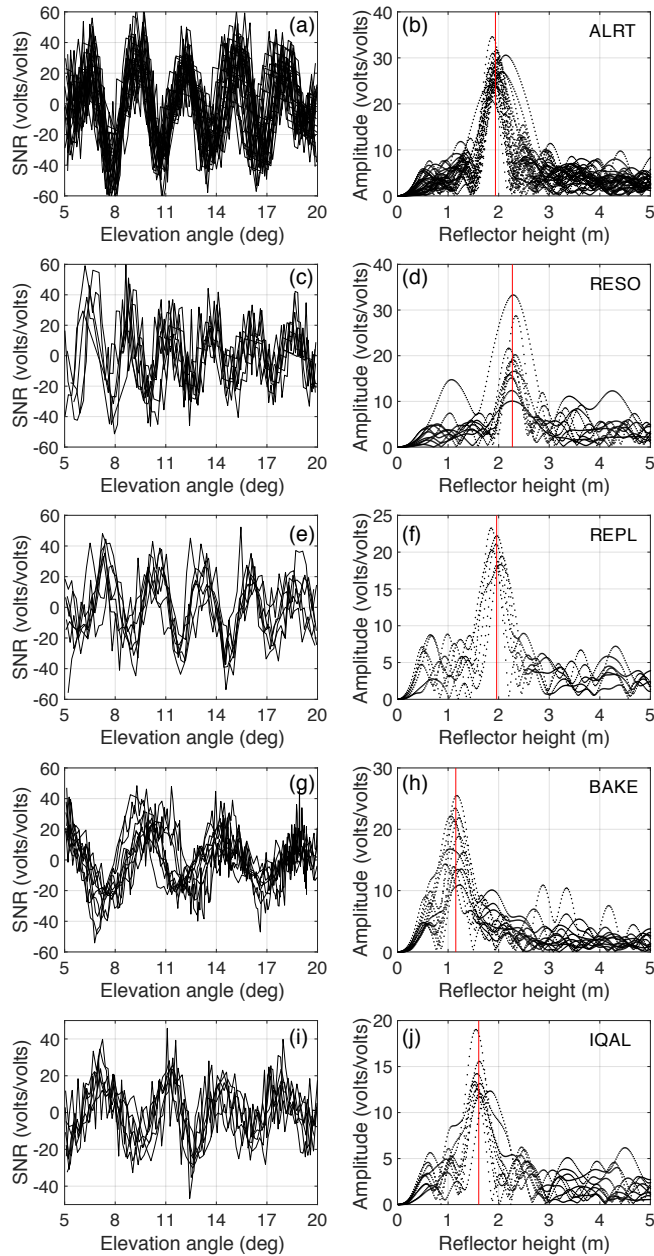 (a)
SNR (volts/volts)
60
40
20
0
-20
-40
-60
5 8 11 14 17 20
Elevation angle (deg)
(b) ALRT
Amplitude (volts/volts)
40
30
20
10
0
0 1 2 3 4 5
Reflector height (m)
(c)
SNR (volts/volts)
60
40
20
0
-20
-40
-60
5 8 11 14 17 20
Elevation angle (deg)
(d) RESO
Amplitude (volts/volts)
40
30
20
10
0
0 1 2 3 4 5
Reflector height (m)
(e)
SNR (volts/volts)
60
40
20
0
-20
-40
-60
5 8 11 14 17 20
Elevation angle (deg)
(f) REPL
Amplitude (volts/volts)
25
20
15
10
5
0
0 1 2 3 4 5
Reflector height (m)
(g)
SNR (volts/volts)
60
40
20
0
-20
-40
-60
5 8 11 14 17 20
Elevation angle (deg)
(h) BAKE
Amplitude (volts/volts)
30
20
10
0
0 1 2 3 4 5
Reflector height (m)
(i)
SNR (volts/volts)
40
20
0
-20
-40
5 8 11 14 17 20
Elevation angle (deg)
(j) IQAL
Amplitude (volts/volts)
20
15
10
5
0
0 1 2 3 4 5
Reflector height (m)